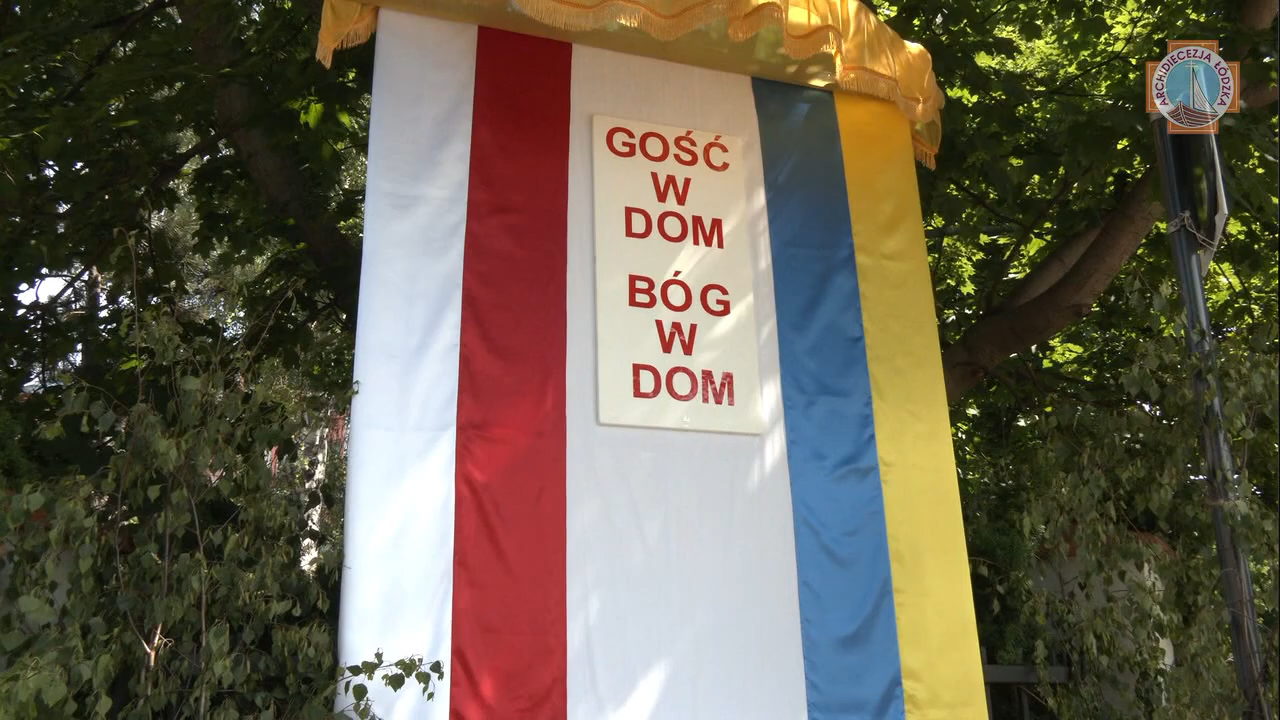 GOŚĆ
W
DOM
BÓG
W
DOM
ARCHIDIECEZJA ŁÓDZKA